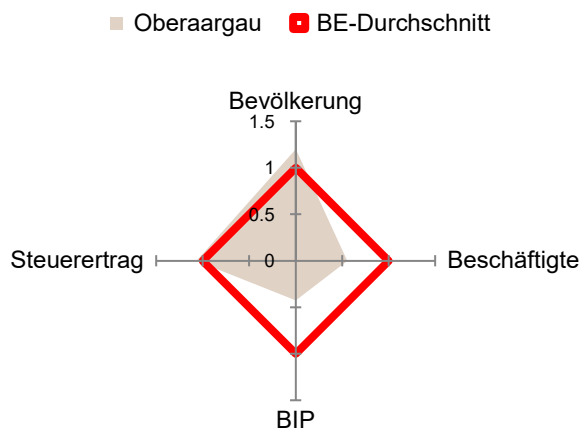 Oberaargau BE-Durchschnitt
Bevölkerung
1.5
1
0.5
Steuerertrag 0 Beschäftigte
BIP